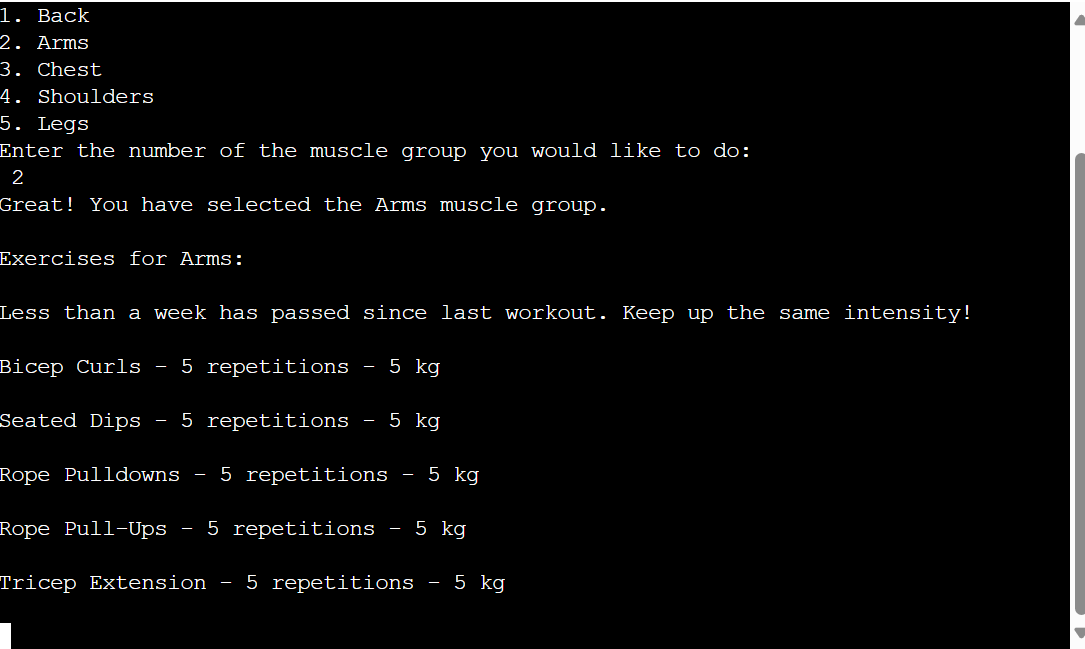 1. Back
2. Arms
3. Chest
4. Shoulders
5. Legs
Enter the number of the muscle group you would like to do:
2
Great! You have selected the Arms muscle group.
Exercises for Arms:
Less than a week has passed since last workout. Keep up the same intensity!
Bicep Curls - 5 repetitions - 5 kg
Seated Dips - 5 repetitions - 5 kg
Rope Pulldowns - 5 repetitions - 5 kg
Rope Pull-Ups - 5 repetitions - 5 kg
Tricep Extension - 5 repetitions - 5 kg